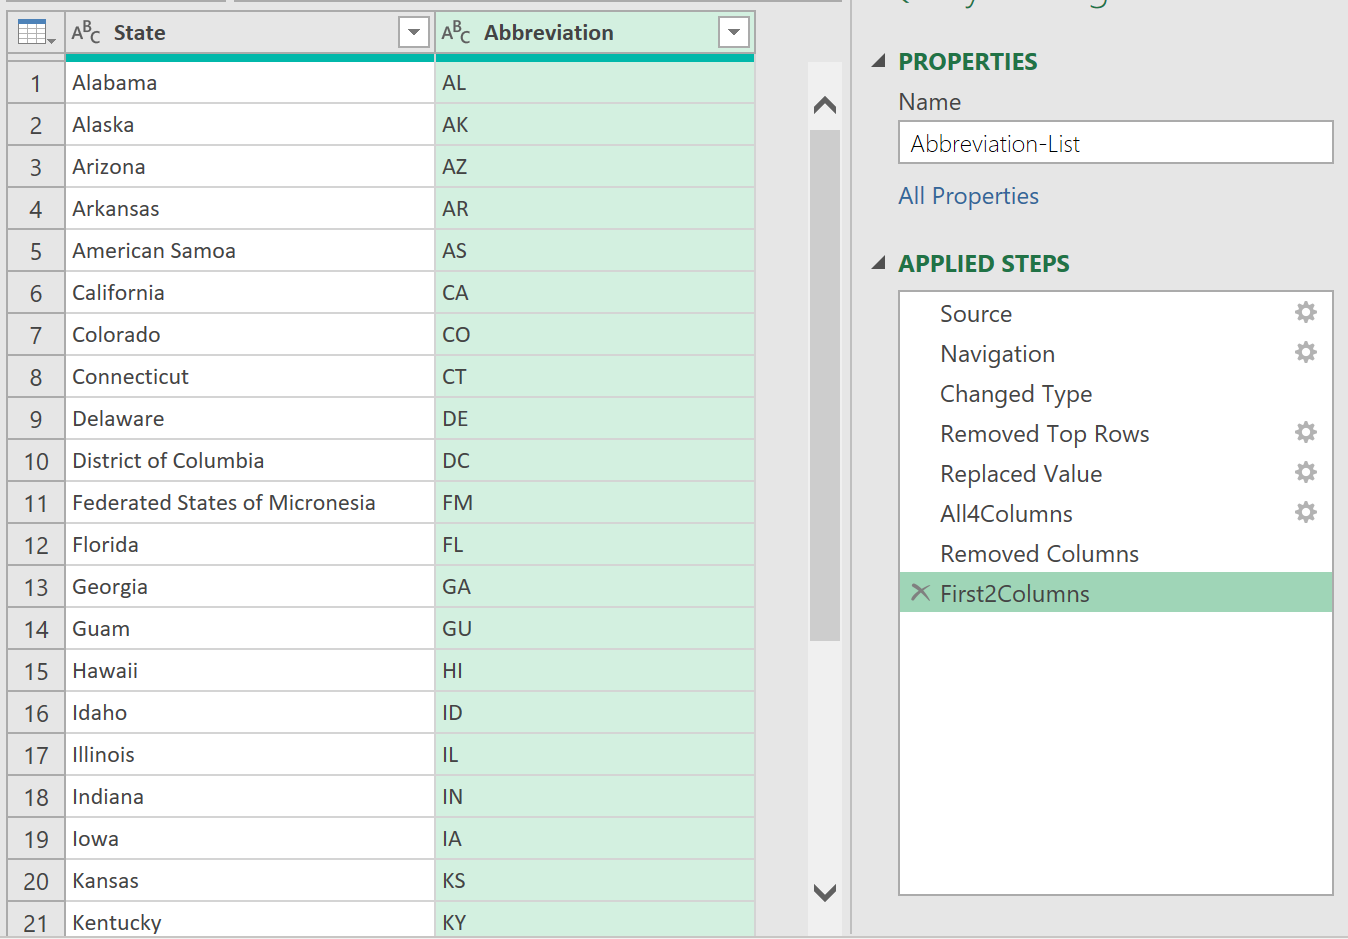 State Abbreviation
1 Alabama AL
2 Alaska AK
3 Arizona AZ
4 Arkansas AR
5 American Samoa AS
6 California CA
7 Colorado CO
8 Connecticut CT
9 Delaware DE
10 District of Columbia DC
11 Federated States of Micronesia FM
12 Florida FL
13 Georgia GA
14 Guam GU
15 Hawaii HI
16 Idaho ID
17 Illinois IL
18 Indiana IN
19 Iowa IA
20 Kansas KS
21 Kentucky KY
PROPERTIES
Name
Abbreviation-List
All Properties
APPLIED STEPS
Source
Navigation
Changed Type
Removed Top Rows
Replaced Value
All4Columns
Removed Columns
First2Columns